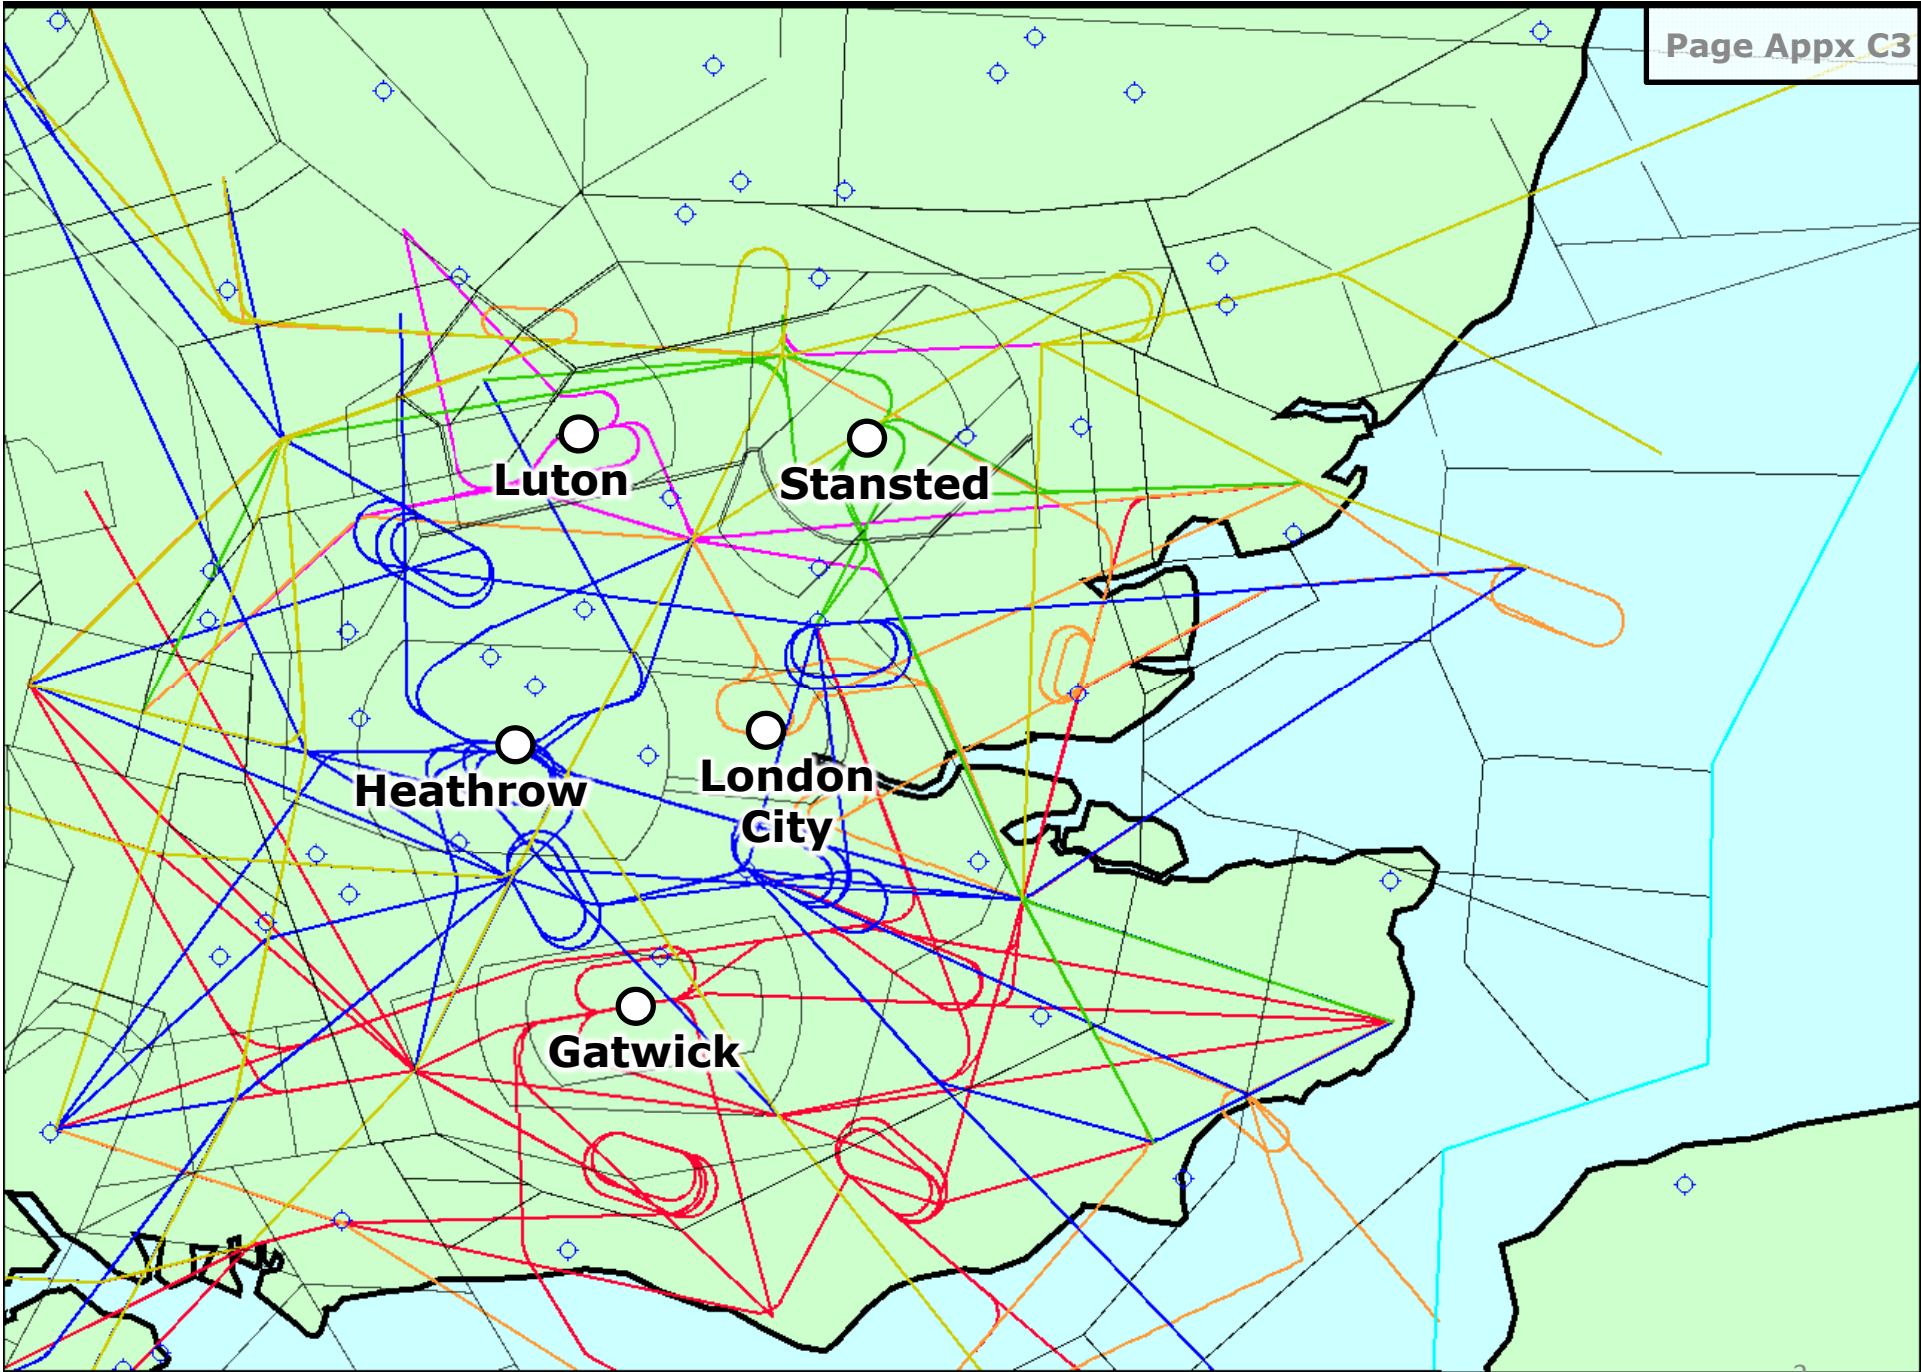 Page Appx C3
Luton
Stansted
Heathrow
London
City
Gatwick